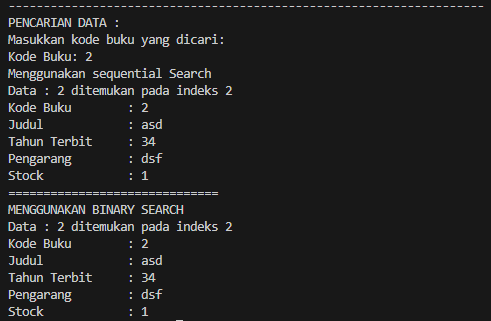 --------------------------------------------------------------------
PENCARIAN DATA :
Masukkan kode buku yang dicari:
Kode Buku: 2
Menggunakan sequential Search
Data : 2 ditemukan pada indeks 2
Kode Buku        : 2
Judul            : asd
Tahun Terbit     : 34
Pengarang        : dsf
Stock            : 1
==============================
MENGGUNAKAN BINARY SEARCH
Data : 2 ditemukan pada indeks 2
Kode Buku        : 2
Judul            : asd
Tahun Terbit     : 34
Pengarang        : dsf
Stock            : 1